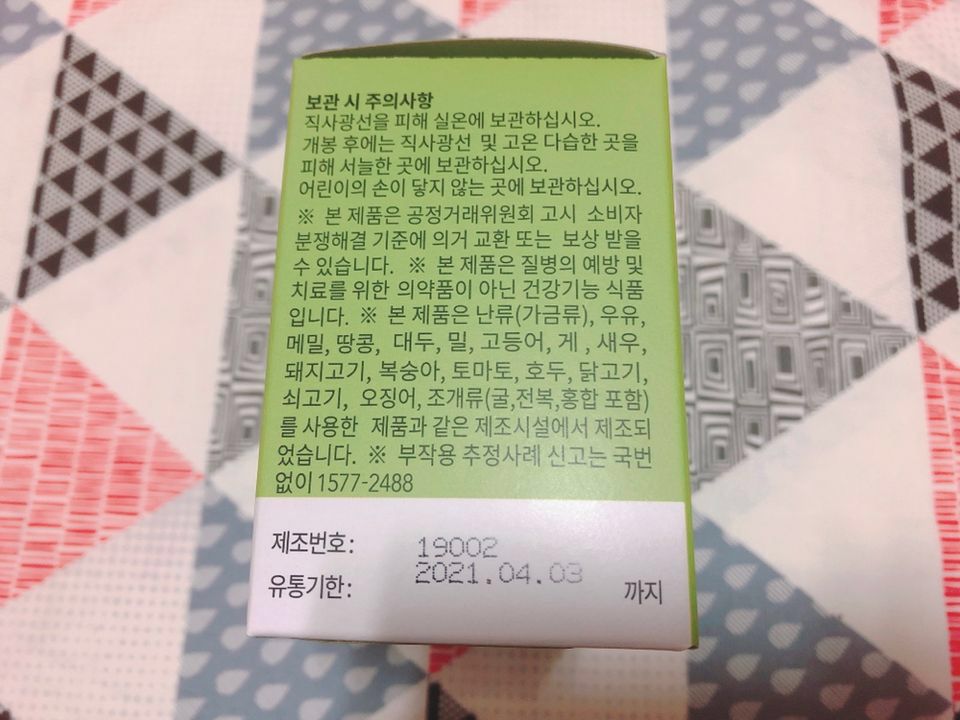 보관 시 주의사항
직사광선을 피해 실온에 보관하십시오.
개봉 후에는 직사광선 및 고온 다습한 곳을
피해 서늘한 곳에 보관하십시오.
어린이의 손이 닿지 않는 곳에 보관하십시오.
※ 본 제품은 공정거래위원회 고시 소비자
분쟁해결 기준에 의거 교환 또는 보상 받을
수 있습니다. ※ 본 제품은 질병의 예방 및
치료를 위한 의약품이 아닌 건강기능 식품
입니다. ※ 본 제품은 난류(가금류), 우유,
메밀, 땅콩, 대두, 밀, 고등어, 게 , 새우,
돼지고기, 복숭아, 토마토, 호두, 닭고기,
쇠고기, 오징어, 조개류(굴,전복,홍합 포함)
를 사용한 제품과 같은 제조시설에서 제조되
었습니다. ※ 부작용 추정사례 신고는 국번
없이 1577-2488
제조번호: 19002
유통기한: 2021.04.03 까지